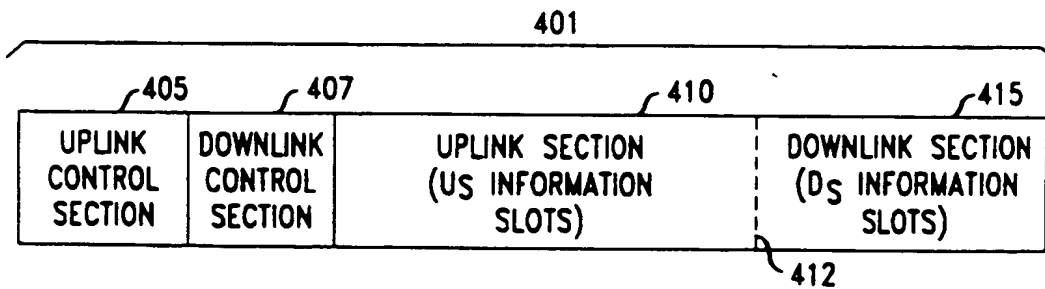 401
405
407
410
415
UPLINK
CONTROL
SECTION
DOWNLINK
CONTROL
SECTION
UPLINK SECTION
(US INFORMATION
SLOTS)
DOWNLINK SECTION
(DS INFORMATION
SLOTS)
412